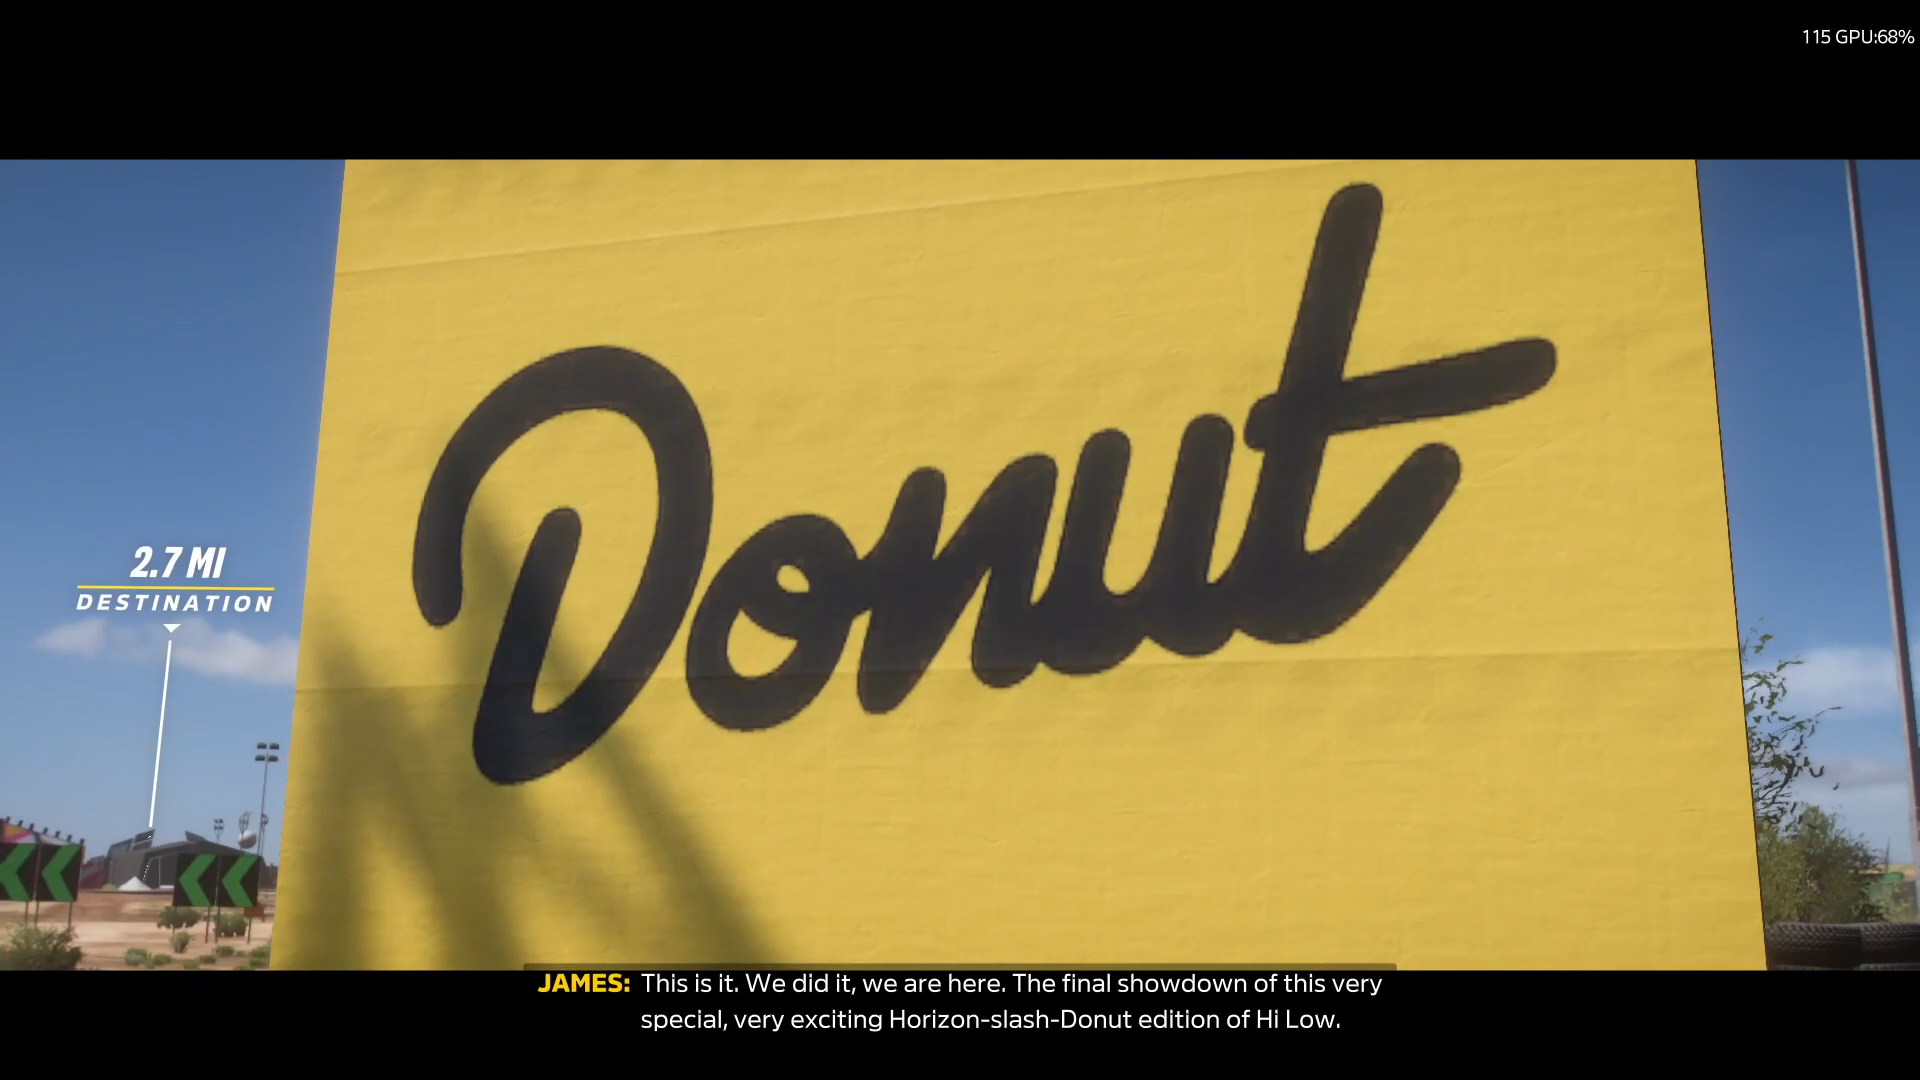 115 GPU:68%
Donut
2.7 MI
DESTINATION
JAMES: This is it. We did it, we are here. The final showdown of this very
special, very exciting Horizon-slash-Donut edition of Hi Low.